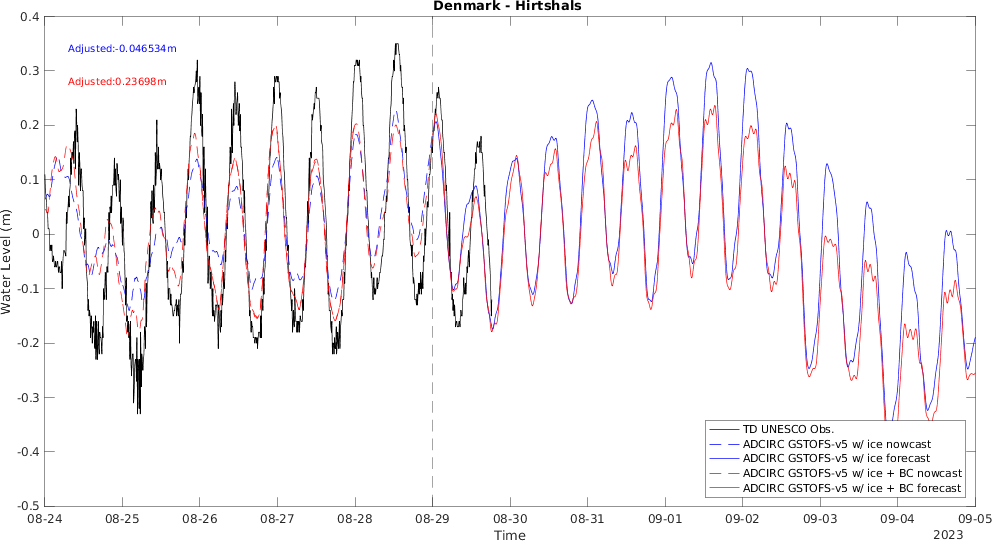 Denmark - Hirtshals
0.4
0.3
0.2
0.1
0
-0.1
-0.2
-0.3
-0.4
-0.5
Water Level (m)
Adjusted:-0.046534m
Adjusted:0.23698m
TD UNESCO Obs.
ADCIRC GSTOFS-v5 w/ ice nowcast
ADCIRC GSTOFS-v5 w/ ice forecast
ADCIRC GSTOFS-v5 w/ ice + BC nowcast
ADCIRC GSTOFS-v5 w/ ice + BC forecast
08-24 08-25 08-26 08-27 08-28 08-29 08-30 08-31 09-01 09-02 09-03 09-04 09-05
Time
2023